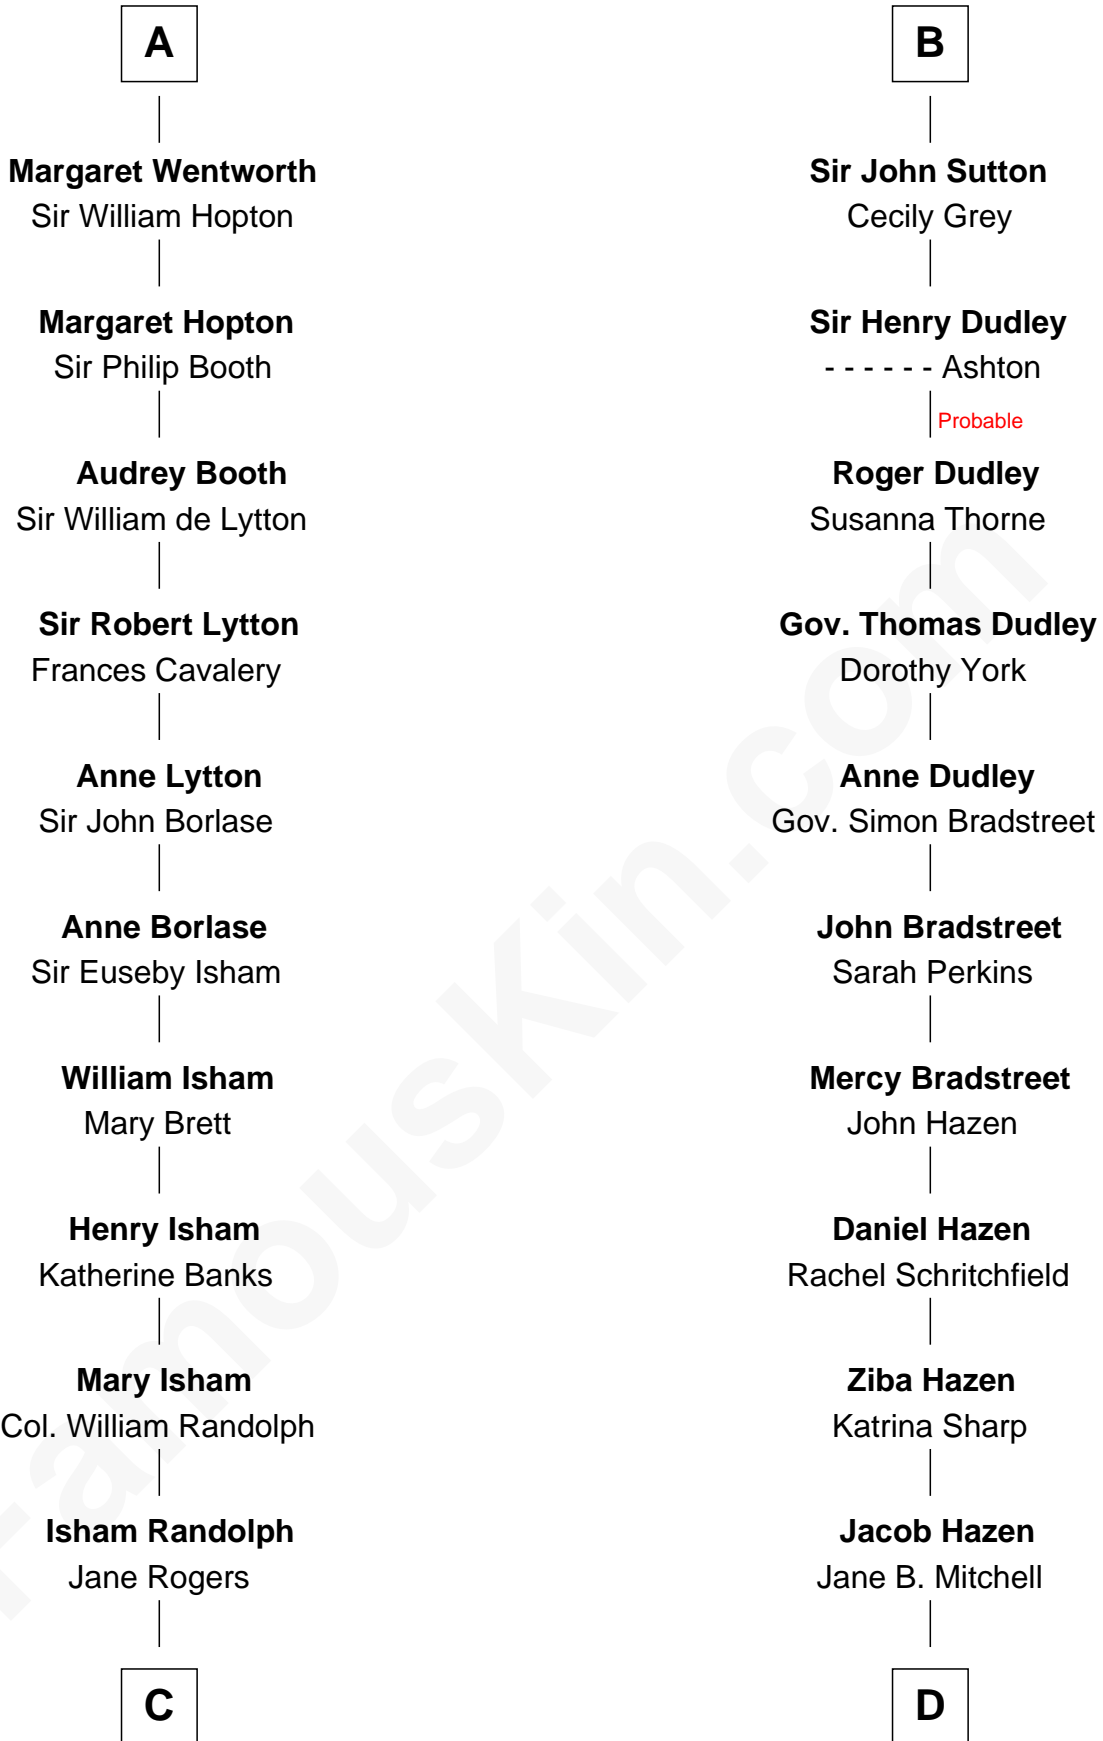 A
Margaret Wentworth
Sir William Hopton
Margaret Hopton
Sir Philip Booth
Audrey Booth
Sir William de Lytton
Sir Robert Lytton
Frances Cavalery
Anne Lytton
Sir John Borlase
Anne Borlase
Sir Euseby Isham
William Isham
Mary Brett
Henry Isham
Katherine Banks
Mary Isham
Col. William Randolph
Isham Randolph
Jane Rogers
C
B
Sir John Sutton
Cecily Grey
Sir Henry Dudley
- - - - - - Ashton
Probable
Roger Dudley
Susanna Thorne
Gov. Thomas Dudley
Dorothy York
Anne Dudley
Gov. Simon Bradstreet
John Bradstreet
Sarah Perkins
Mercy Bradstreet
John Hazen
Daniel Hazen
Rachel Schritchfield
Ziba Hazen
Katrina Sharp
Jacob Hazen
Jane B. Mitchell
D
FamousKin.com